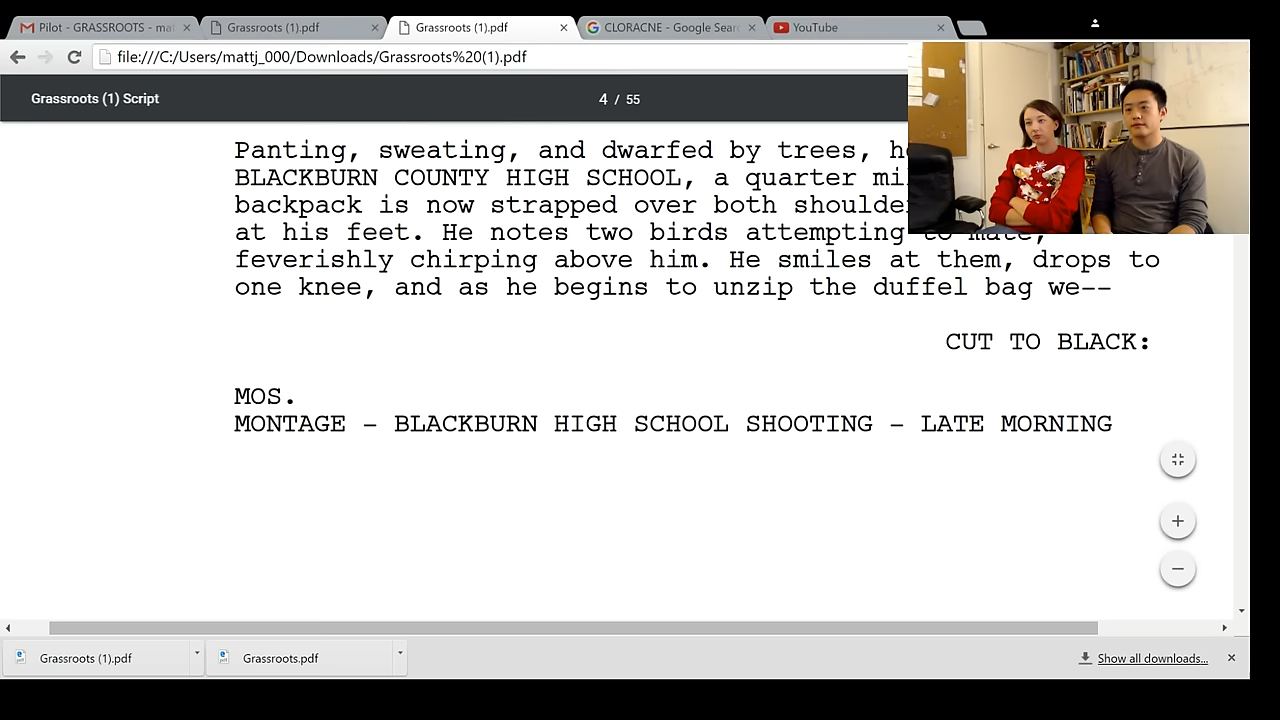 Pilot - GRASSROOTS - mat
Grassroots (1).pdf
Grassroots (1).pdf
CLORACNE - Google Sear
YouTube
file:///C:/Users/mattj_000/Downloads/Grassroots%20(1).pdf
Grassroots (1) Script
4 / 55
Panting, sweating, and dwarfed by trees, he
BLACKBURN COUNTY HIGH SCHOOL, a quarter mi
backpack is now strapped over both shoulde
at his feet. He notes two birds attempting to mate,
feverishly chirping above him. He smiles at them, drops to
one knee, and as he begins to unzip the duffel bag we--
CUT TO BLACK:
MOS.
MONTAGE - BLACKBURN HIGH SCHOOL SHOOTING - LATE MORNING
Grassroots (1).pdf
Grassroots.pdf
Show all downloads...